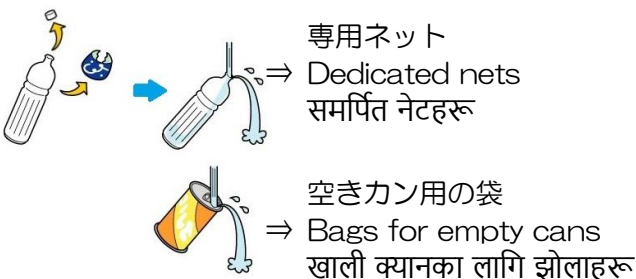 専用ネット
⇒ Dedicated nets
समर्पित नेटहरू
空きカン用の袋
⇒ Bags for empty cans
खाली क्यानका लागि झोलाहरू